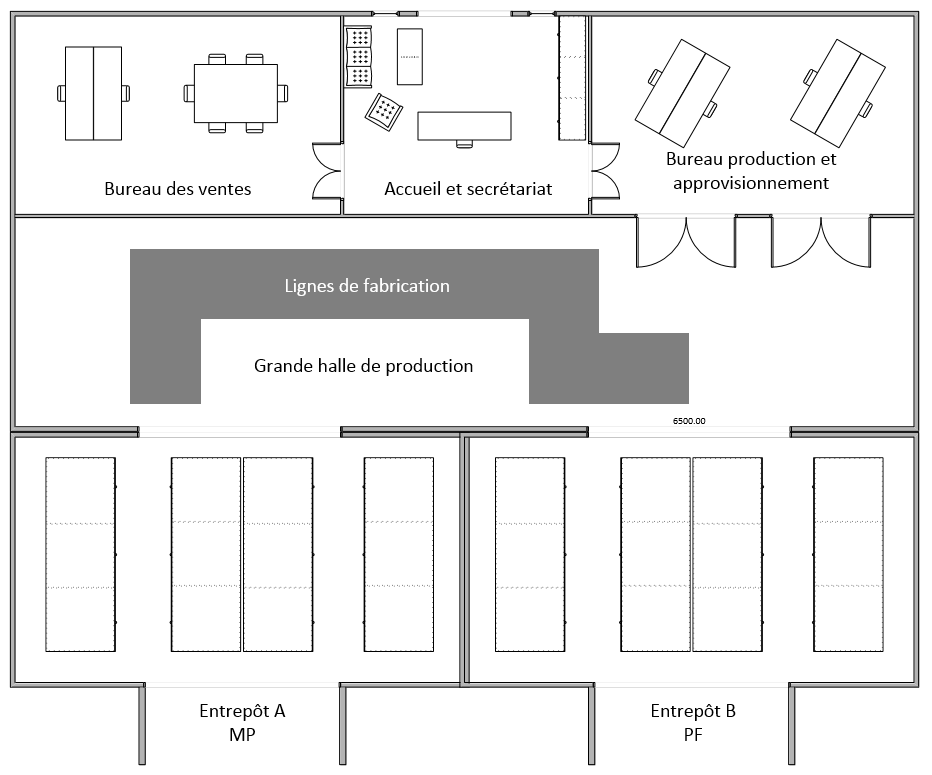 Bureau des ventes
Accueil et secrétariat
Bureau production et
approvisionnement
Lignes de fabrication
Grande halle de production
6500.00
Entrepôt A
MP
Entrepôt B
PF